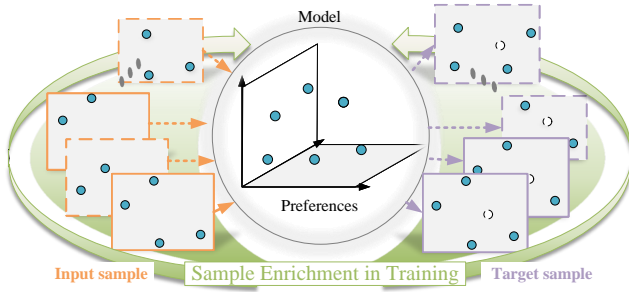 Model
Preferences
Input sample
Sample Enrichment in Training
Target sample